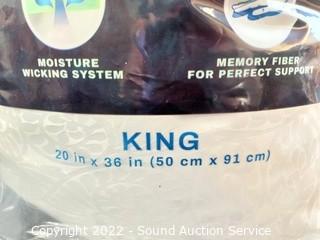 MOISTURE
WICKING SYSTEM
MEMORY FIBER
FOR PERFECT SUPPORT
KING
20 in x 36 in (50 cm x 91 cm)
Copyright 2022 - Sound Auction Service